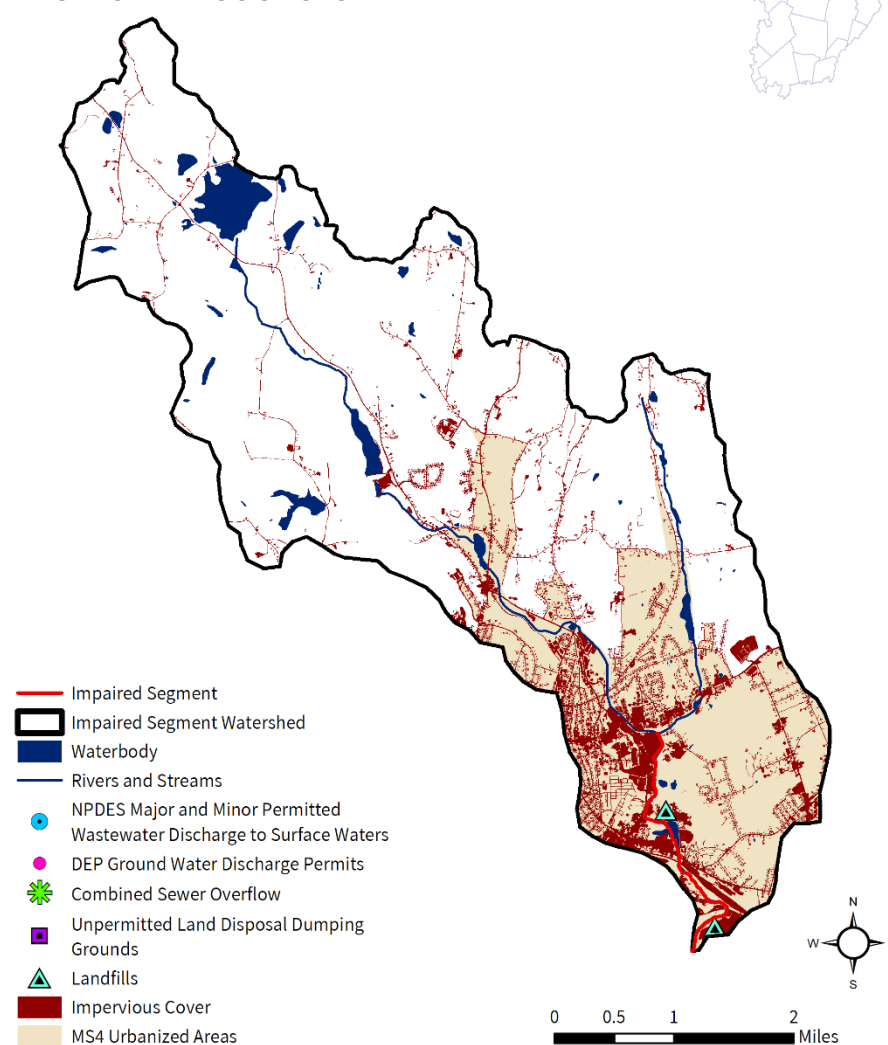 Impaired Segment
Impaired Segment Watershed
Waterbody
Rivers and Streams
NPDES Major and Minor Permitted
Wastewater Discharge to Surface Waters
DEP Ground Water Discharge Permits
Combined Sewer Overflow
Unpermitted Land Disposal Dumping
Grounds
Landfills
Impervious Cover
MS4 Urbanized Areas
N
W E
S
0 0.5 1 2
Miles